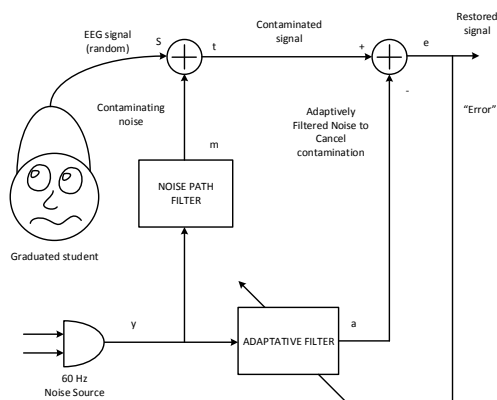 Restored
signal
Contaminated
signal
EEG signal
(random)
S
t
+
e
-
"Error"
Contaminating
noise
Adaptively
Filtered Noise to
Cancel
contamination
m
NOISE PATH
FILTER
Graduated student
y
a
ADAPTATIVE FILTER
60 Hz
Noise Source